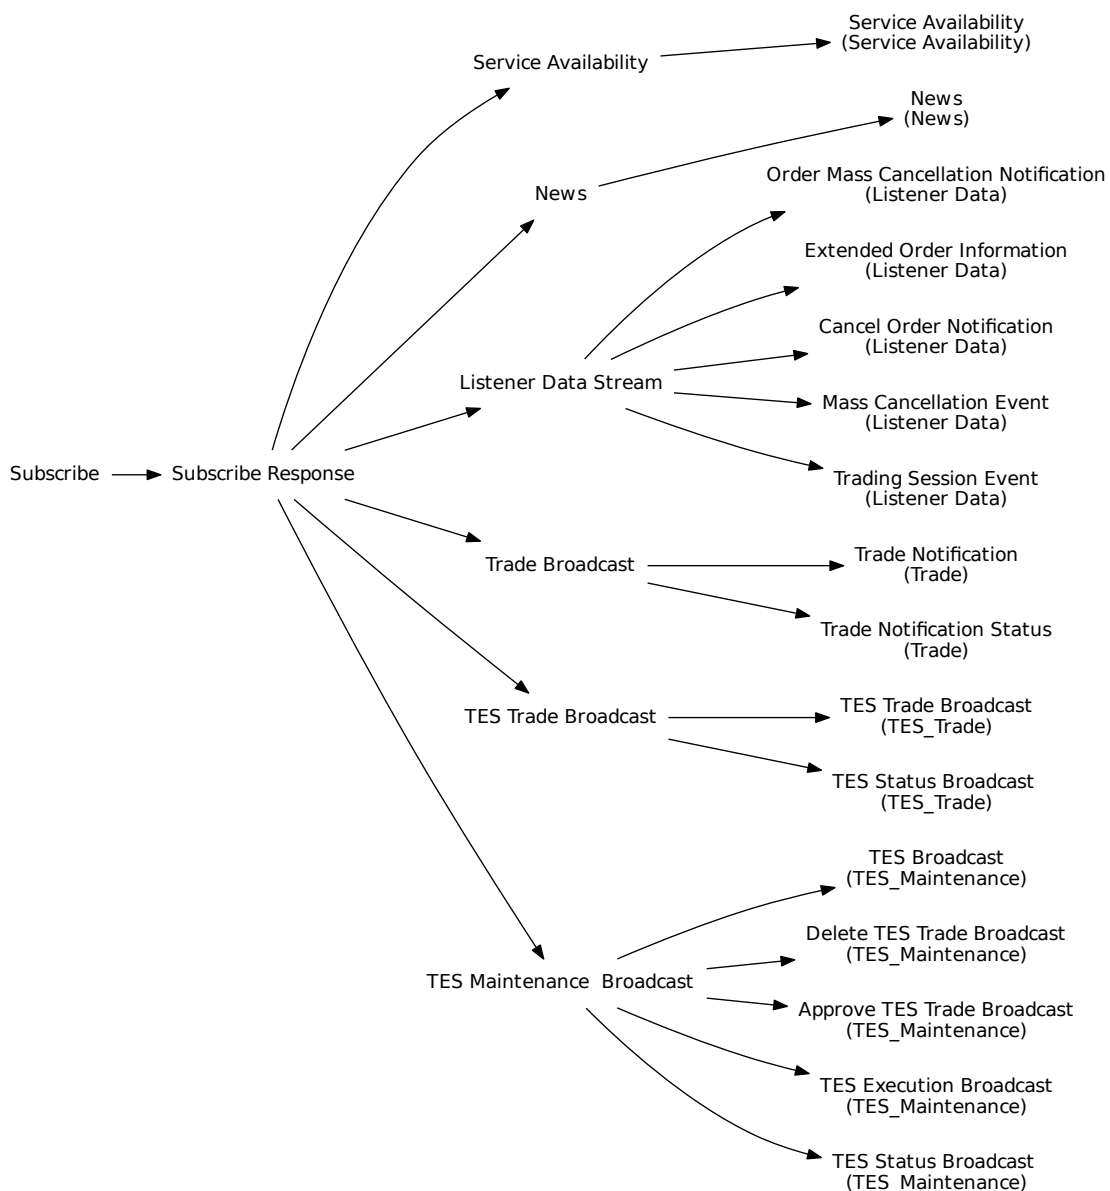 Service Availability
(Service Availability)
Service Availability
News
(News)
News
Order Mass Cancellation Notification
(Listener Data)
Extended Order Information
(Listener Data)
Cancel Order Notification
(Listener Data)
Listener Data Stream
Mass Cancellation Event
(Listener Data)
Subscribe
Subscribe Response
Trading Session Event
(Listener Data)
Trade Broadcast
Trade Notification
(Trade)
Trade Notification Status
(Trade)
TES Trade Broadcast
TES Trade Broadcast
(TES_Trade)
TES Status Broadcast
(TES_Trade)
TES Broadcast
(TES_Maintenance)
Delete TES Trade Broadcast
(TES_Maintenance)
TES Maintenance  Broadcast
Approve TES Trade Broadcast
(TES_Maintenance)
TES Execution Broadcast
(TES_Maintenance)
TES Status Broadcast
(TES_Maintenance)